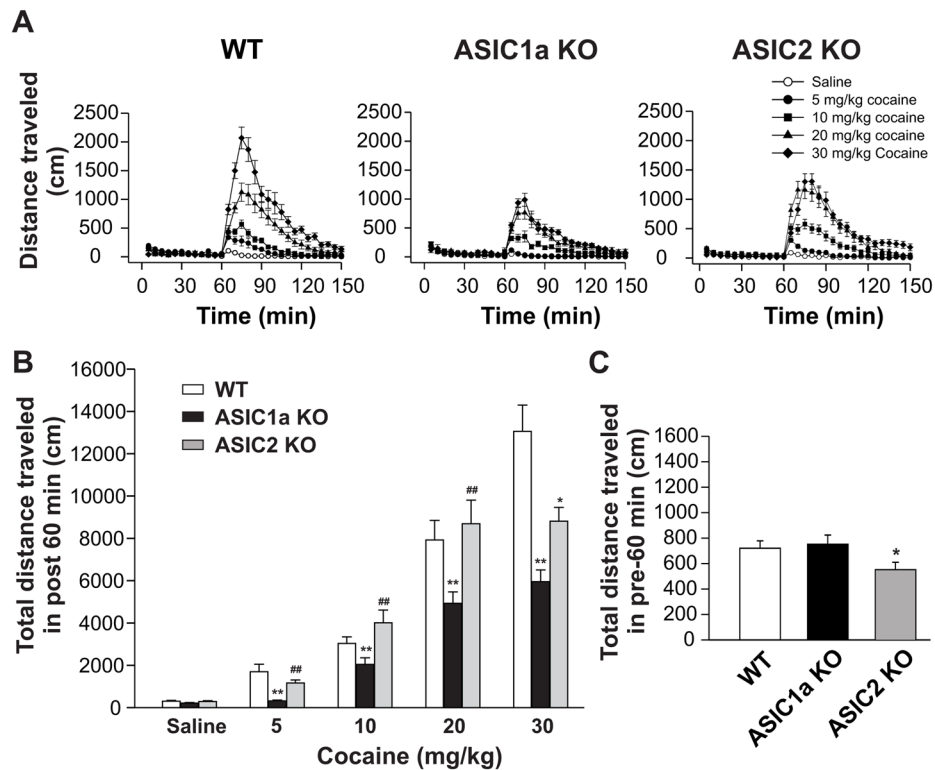 A
WT
ASIC1a KO
ASIC2 KO
Saline
5 mg/kg cocaine
10 mg/kg cocaine
20 mg/kg cocaine
30 mg/kg Cocaine
Distance traveled
(cm)
2500
2000
1500
1000
500
0
2500
2000
1500
1000
500
0
2500
2000
1500
1000
500
0
0 30 60 90 120 150
0 30 60 90 120 150
0 30 60 90 120 150
Time (min)
Time (min)
Time (min)
B
Total distance traveled
in post 60 min (cm)
16000
14000
12000
10000
8000
6000
4000
2000
0
WT
ASIC1a KO
ASIC2 KO
**
##
**
##
**
##
**
*
Saline 5 10 20 30
Cocaine (mg/kg)
C
Total distance traveled
in pre-60 min (cm)
1600
1400
1200
1000
800
600
400
200
0
*
WT
ASIC1a KO
ASIC2 KO